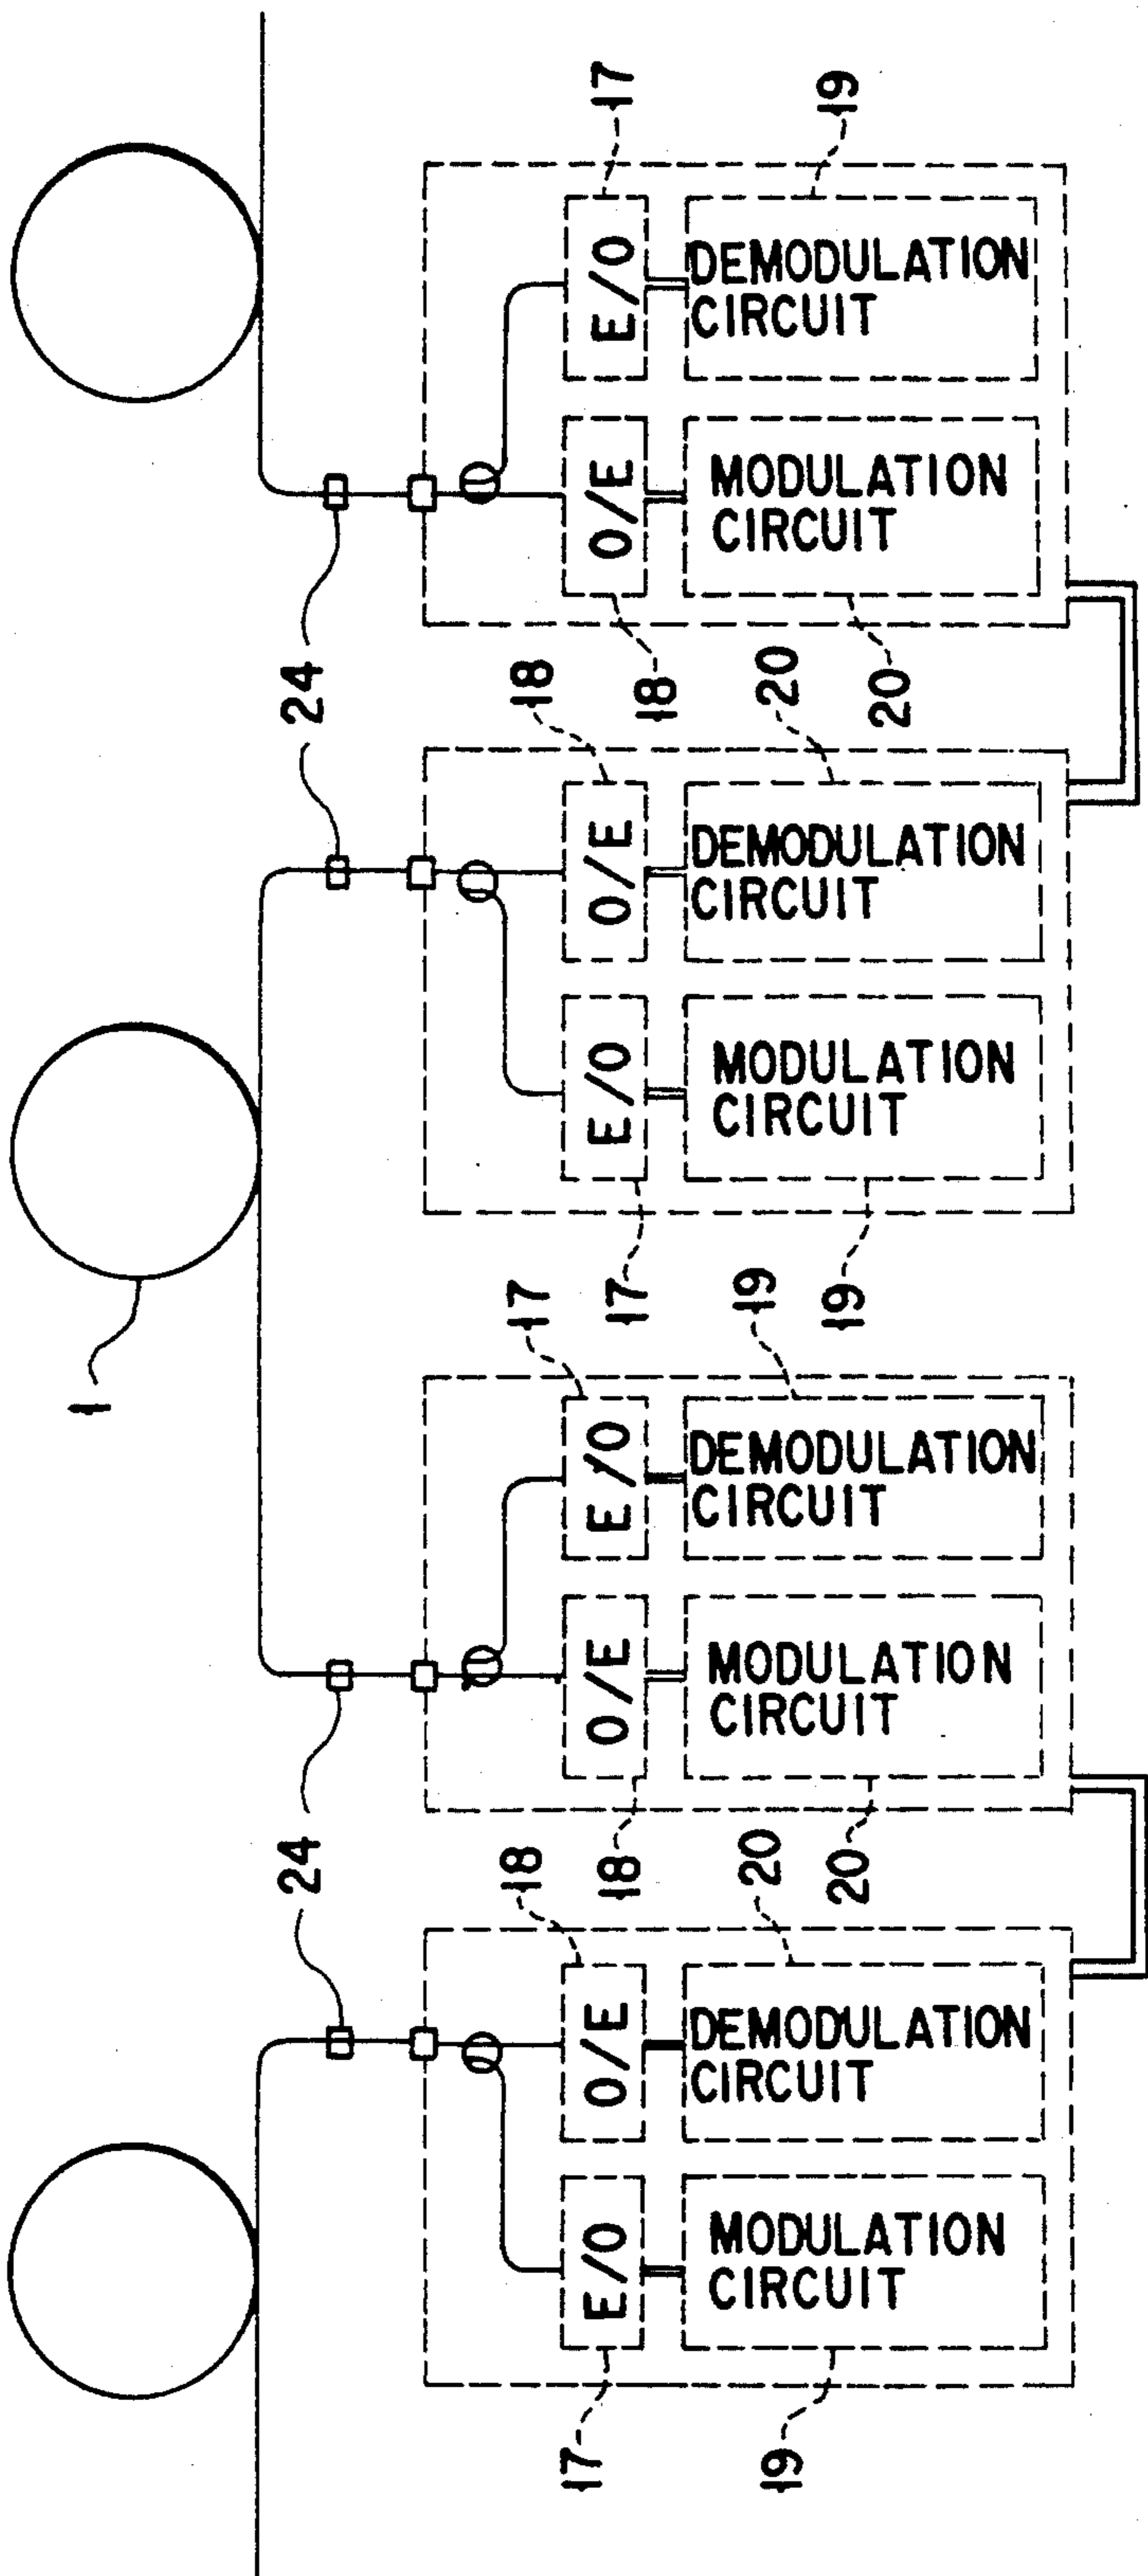 17
19
E/O
DEMODULATION
CIRCUIT
O/E
MODULATION
CIRCUIT
24
18
20
18
20
O/E
DEMODULATION
CIRCUIT
E/O
MODULATION
CIRCUIT
17
19
1
17
19
E/O
DEMODULATION
CIRCUIT
O/E
MODULATION
CIRCUIT
24
18
20
18
20
O/E
DEMODULATION
CIRCUIT
E/O
MODULATION
CIRCUIT
17
19